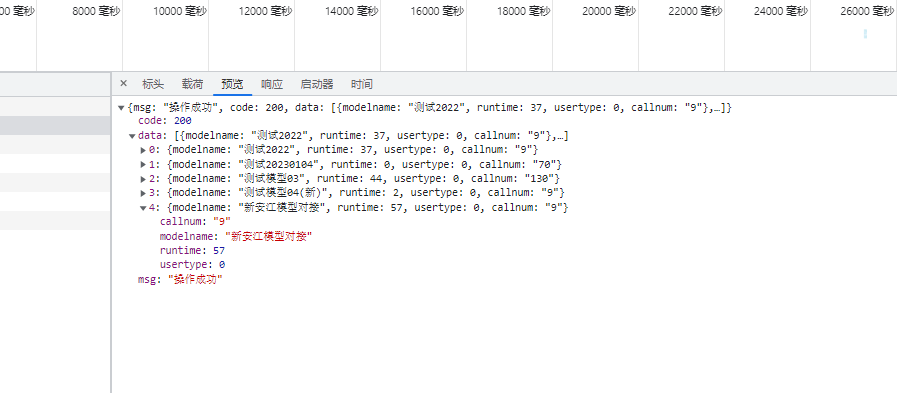 00 毫秒 8000 毫秒 10000 毫秒 12000 毫秒 14000 毫秒 16000 毫秒 18000 毫秒 20000 毫秒 22000 毫秒 24000 毫秒 26000 毫秒
× 标头 载荷 预览 响应 启动器 时间
{msg: "操作成功", code: 200, data: [{modelname: "测试2022", runtime: 37, usertype: 0, callnum: "9"},…]}
code: 200
data: [{modelname: "测试2022", runtime: 37, usertype: 0, callnum: "9"},…]
0: {modelname: "测试2022", runtime: 37, usertype: 0, callnum: "9"}
1: {modelname: "测试20230104", runtime: 0, usertype: 0, callnum: "70"}
2: {modelname: "测试模型03", runtime: 44, usertype: 0, callnum: "130"}
3: {modelname: "测试模型04(新)", runtime: 2, usertype: 0, callnum: "9"}
4: {modelname: "新安江模型对接", runtime: 57, usertype: 0, callnum: "9"}
callnum: "9"
modelname: "新安江模型对接"
runtime: 57
usertype: 0
msg: "操作成功"